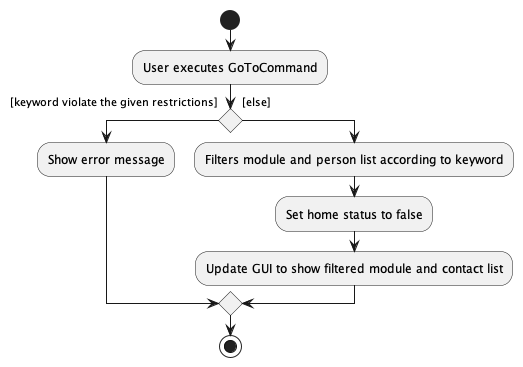 User executes GoToCommand
[keyword violate the given restrictions]
[else]
Show error message
Filters module and person list according to keyword
Set home status to false
Update GUI to show filtered module and contact list